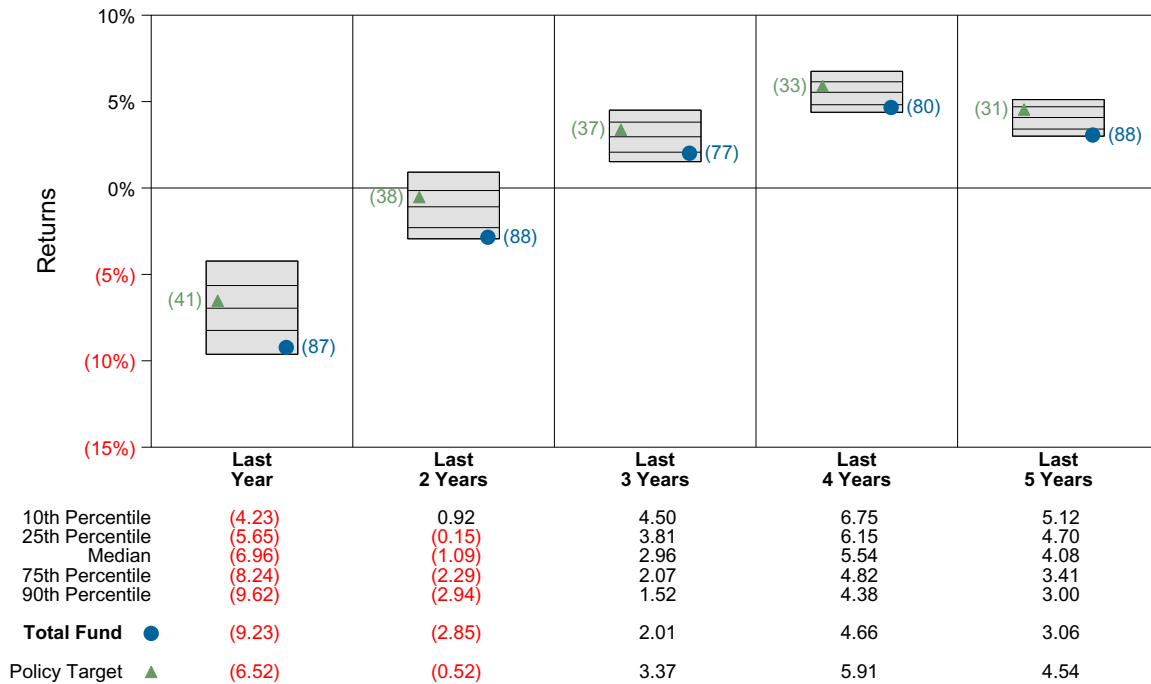 10%
5%
0%
(5%)
(10%)
(15%)
Returns
(41)
(87)
(38)
(88)
(37)
(77)
(33)
(80)
(31)
(88)
Last Last Last Last Last
Year 2 Years 3 Years 4 Years 5 Years
10th Percentile (4.23) 0.92 4.50 6.75 5.12
25th Percentile (5.65) (0.15) 3.81 6.15 4.70
Median (6.96) (1.09) 2.96 5.54 4.08
75th Percentile (8.24) (2.29) 2.07 4.82 3.41
90th Percentile (9.62) (2.94) 1.52 4.38 3.00
Total Fund (9.23) (2.85) 2.01 4.66 3.06
Policy Target (6.52) (0.52) 3.37 5.91 4.54